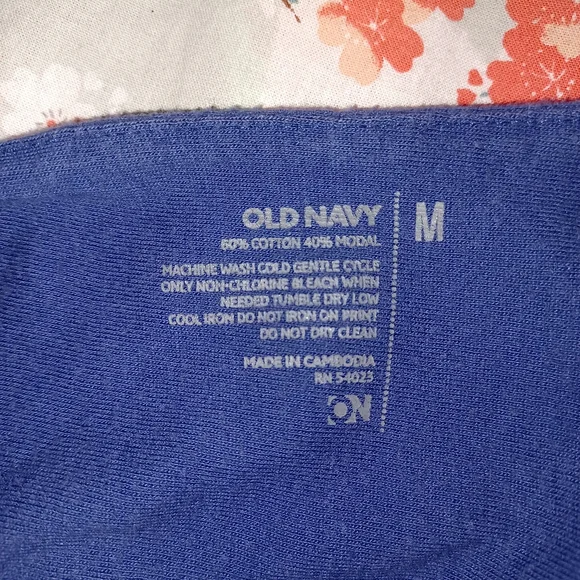 OLD NAVY
60% COTTON 40% MODAL
MACHINE WASH COLD GENTLE CYCLE
ONLY NON-CHLORINE BLEACH WHEN
NEEDED TUMBLE DRY LOW
COOL IRON DO NOT IRON ON PRINT
DO NOT DRY CLEAN
MADE IN CAMBODIA
RN 54023
ON
M